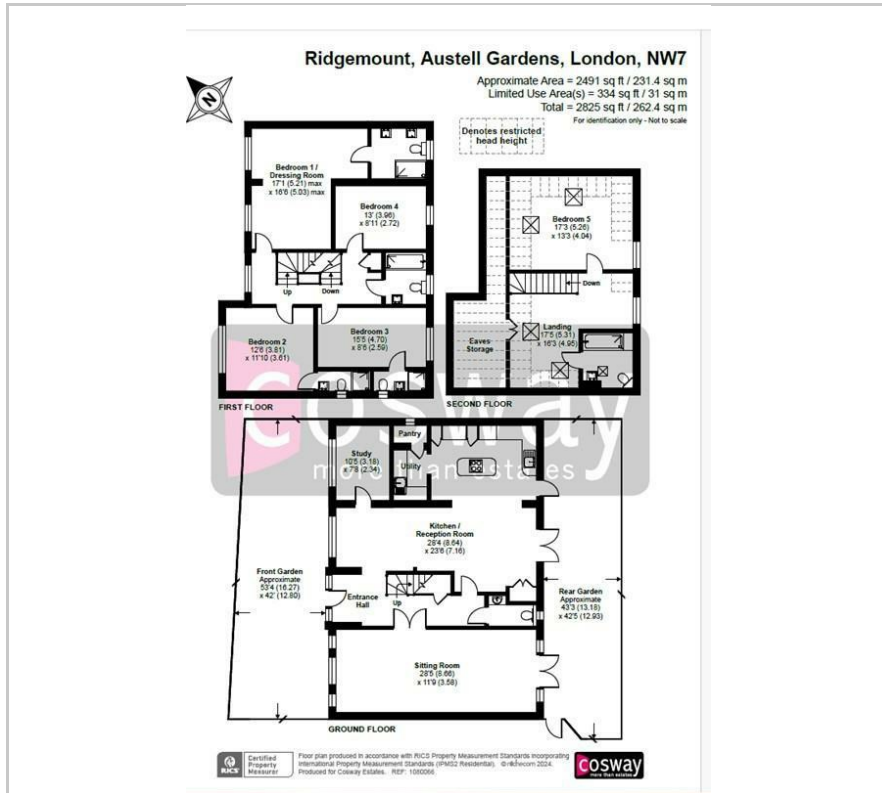 Ridgemount, Austell Gardens, London, NW7
Approximate Area = 2491 sq ft / 231.4 sq m
Limited Use Area(s) = 334 sq ft / 31 sq m
Total = 2825 sq ft / 262.4 sq m
For identification only - Not to scale
N
Denotes restricted
head height
Bedroom 1 /
Dressing Room
17'1 (5.21) max
x 16'6 (5.03) max
Bedroom 4
13' (3.96)
x 8'11 (2.72)
Up
Down
Bedroom 2
12'6 (3.81)
x 11'10 (3.61)
Bedroom 3
15'5 (4.70)
x 8'6 (2.59)
FIRST FLOOR
Bedroom 5
17'3 (5.26)
x 13'3 (4.04)
Down
Landing
17'5 (5.31)
x 16'3 (4.95)
Eaves
Storage
SECOND FLOOR
cosway
more than estates
Pantry
Study
10'5 (3.18)
x 7'8 (2.34)
Utility
Kitchen /
Reception Room
28'4 (8.64)
x 23'6 (7.16)
Front Garden
Approximate
53'4 (16.27)
x 42' (12.80)
Entrance
Hall
Up
Rear Garden
Approximate
43'3 (13.18)
x 42'5 (12.93)
Sitting Room
28'5 (8.66)
x 11'9 (3.58)
GROUND FLOOR
RICS
Certified
Property
Measurer
Floor plan produced in accordance with RICS Property Measurement Standards incorporating
International Property Measurement Standards (IPMS2 Residential). © 2024.
Produced for Cosway Estates. REF: 1080066
cosway
more than estates